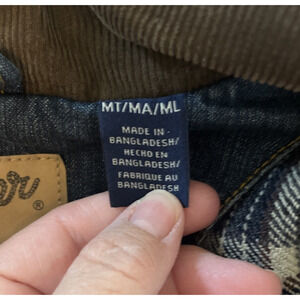 MT/MA/ML
MADE IN
BANGLADESH/
HECHO EN
BANGLADESH/
FABRIQUE AU
BANGLADESH
®